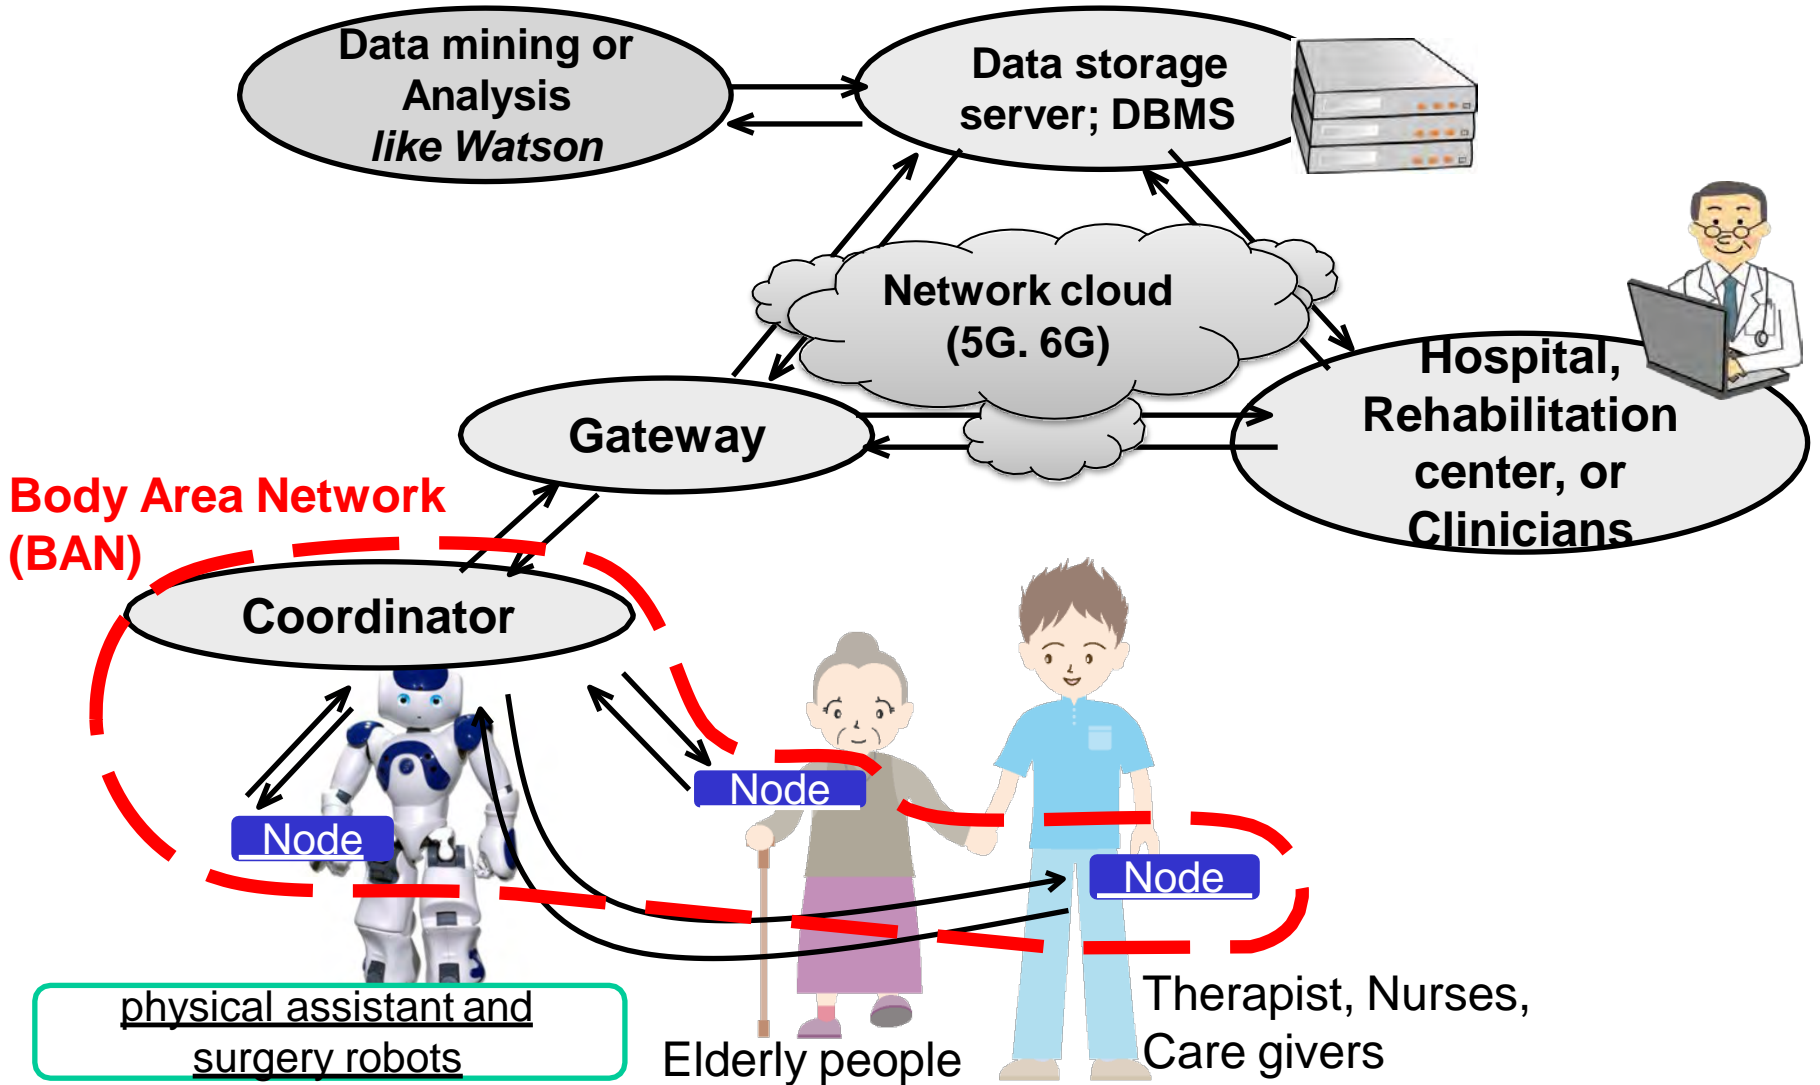 Data mining or
Analysis
like Watson
Data storage
server; DBMS
Network cloud
(5G. 6G)
Hospital,
Rehabilitation
center, or
Clinicians
Gateway
Body Area Network
(BAN)
Coordinator
Node
Node
Node
physical assistant and
surgery robots
Elderly people
Therapist, Nurses,
Care givers